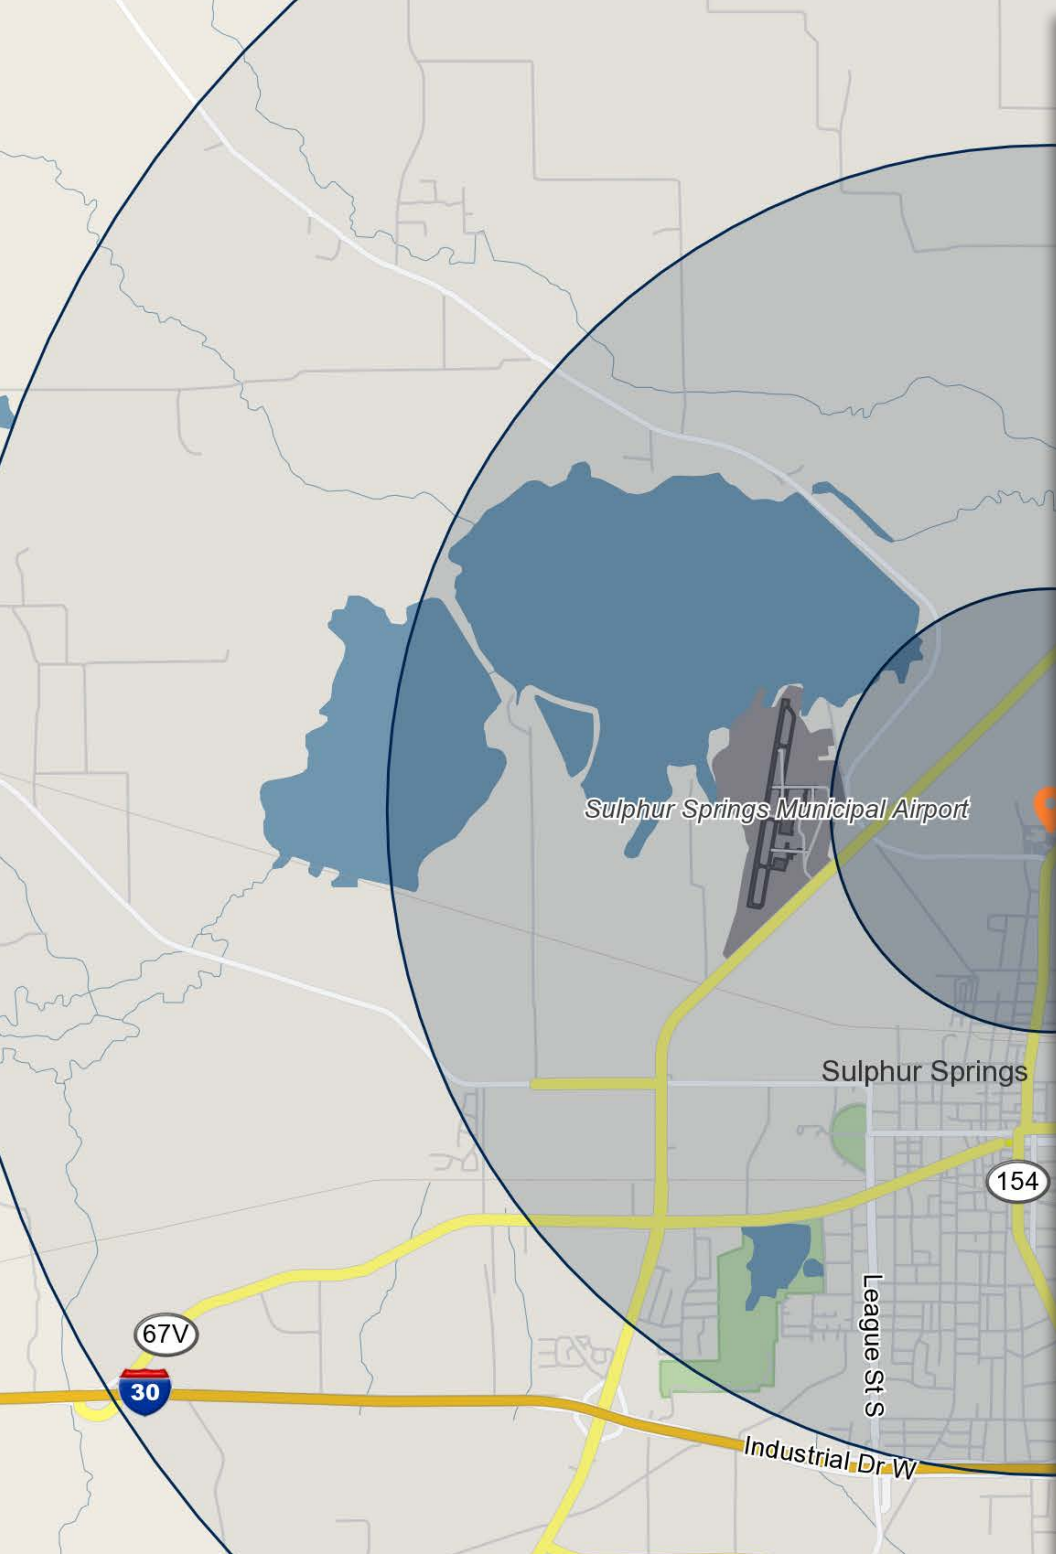 Sulphur Springs Municipal Airport
Sulphur Springs
154
League St S
67V
30
Industrial Dr W